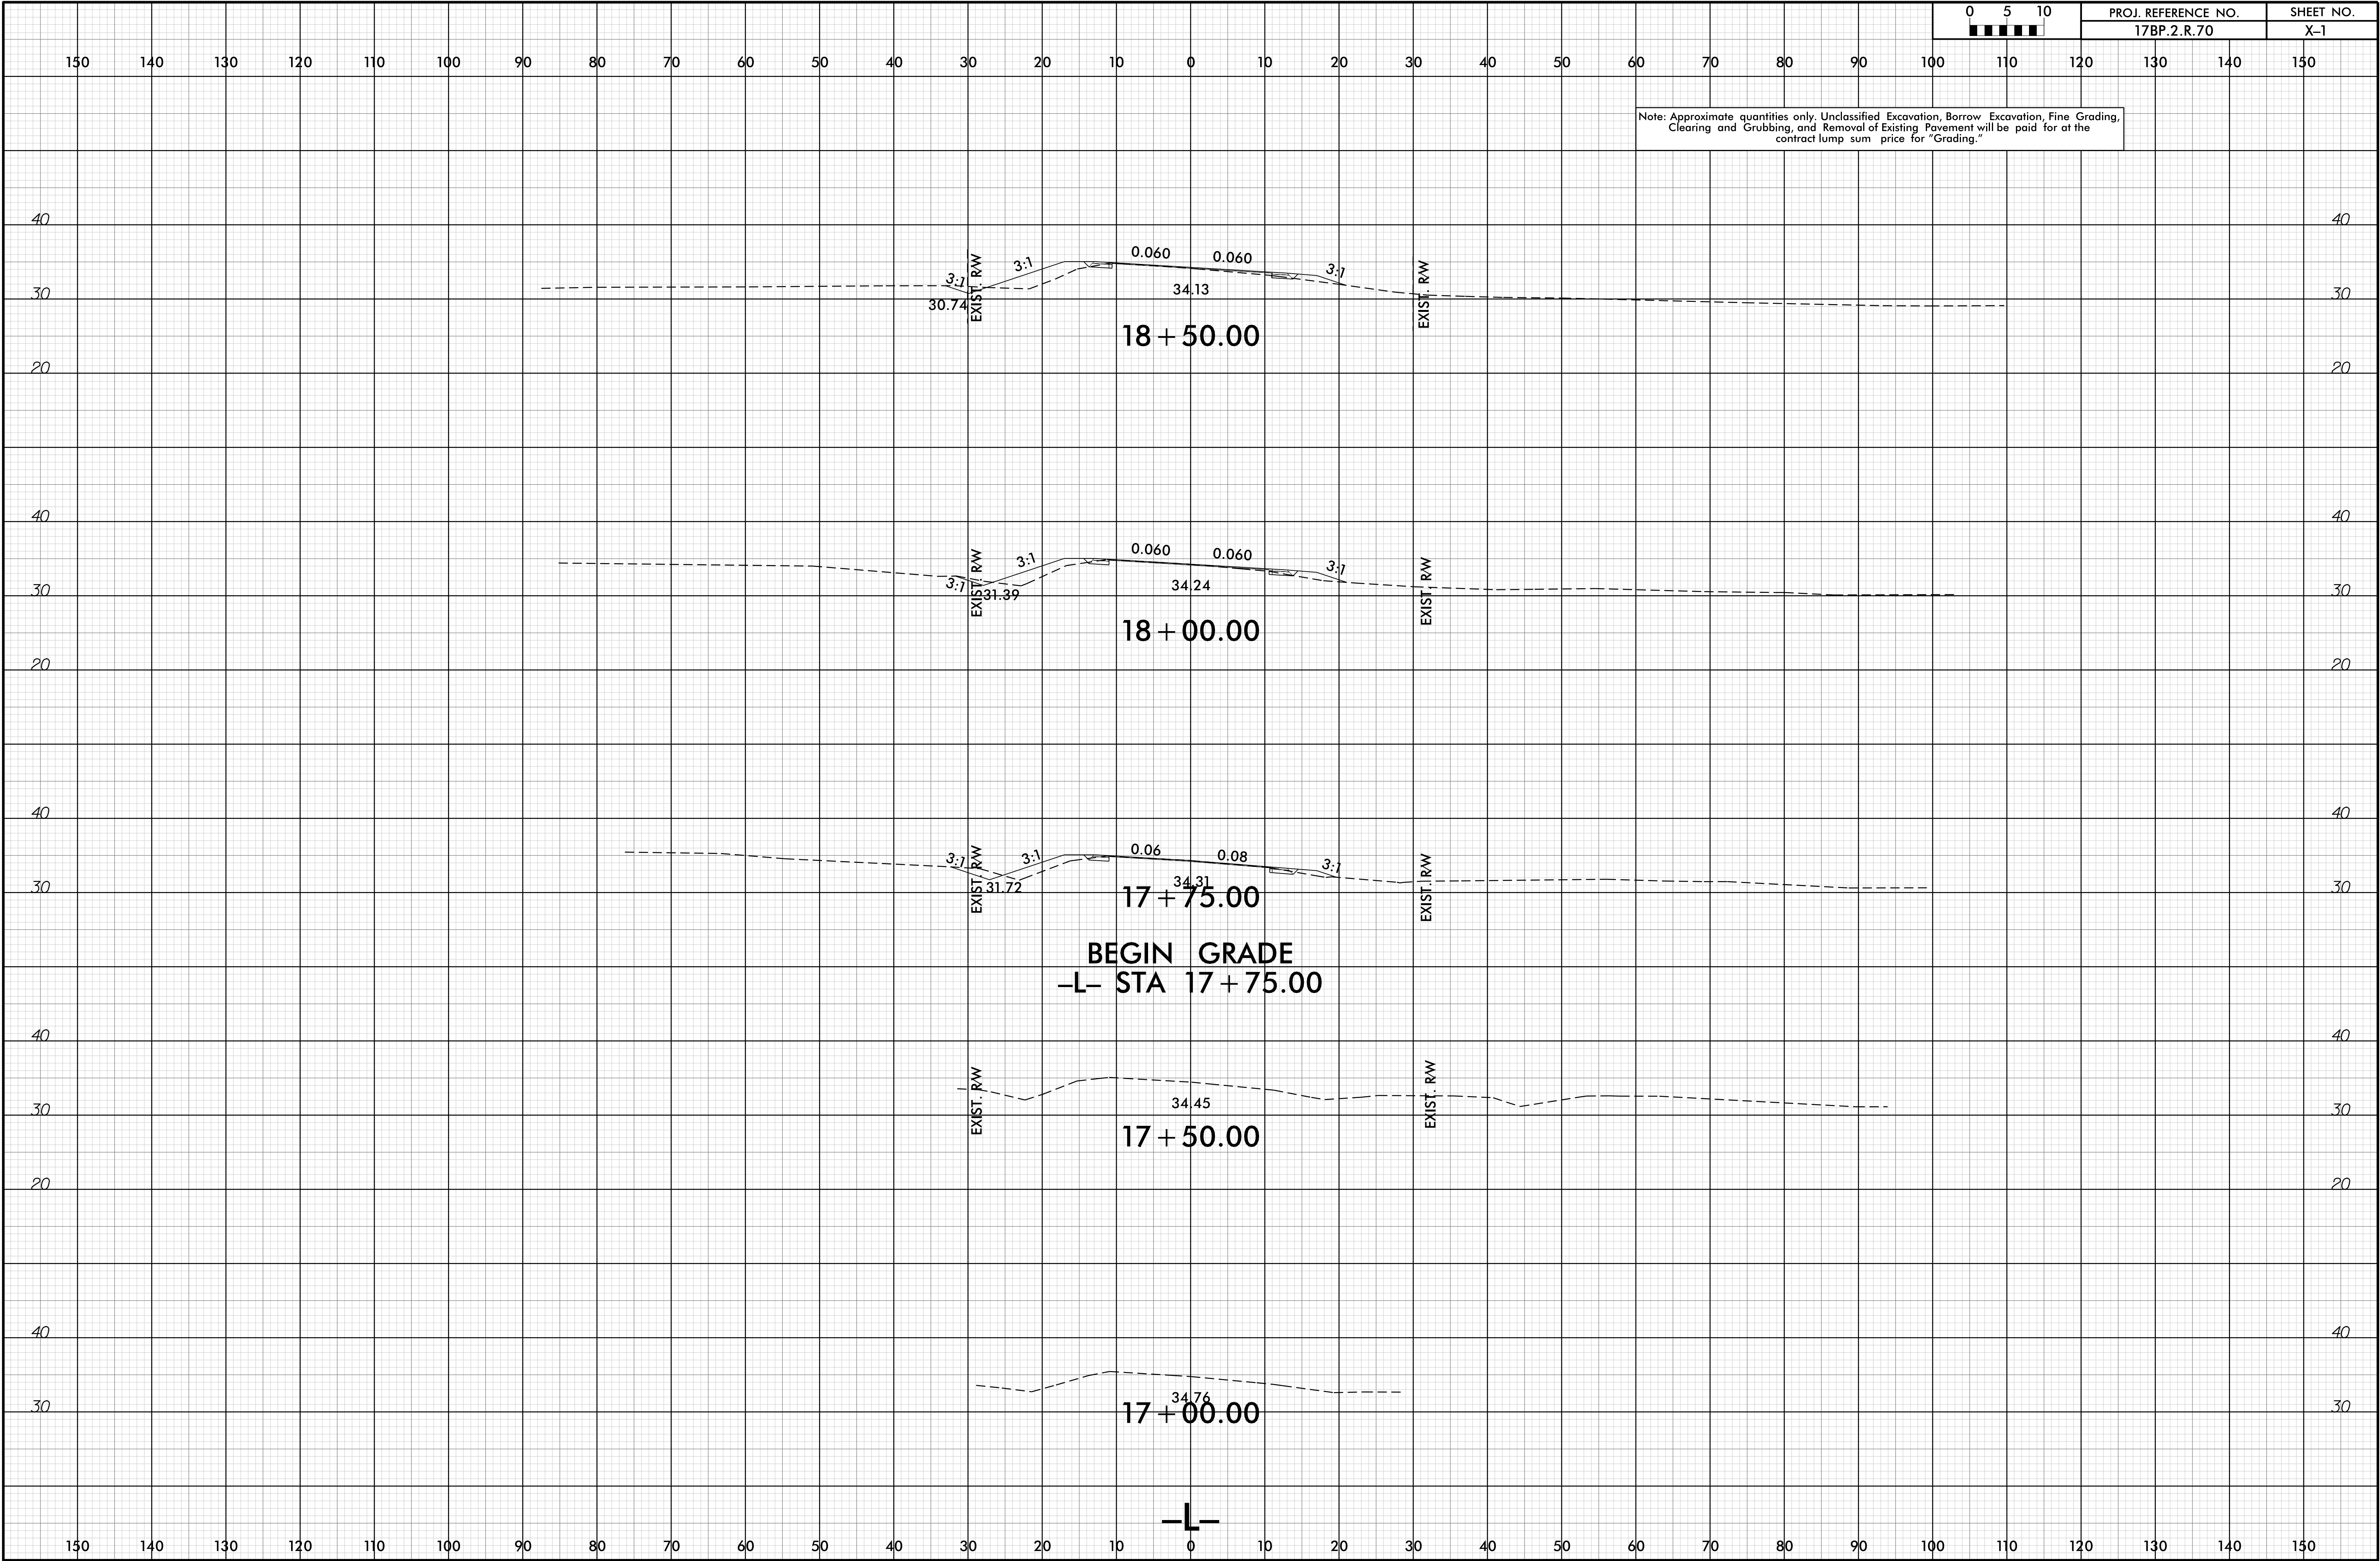 0 5 10
PROJ. REFERENCE NO. SHEET NO.
17BP.2.R.70 X–1
150 140 130 120 110 100 90 80 70 60 50 40 30 20 10 0 10 20 30 40 50 60 70 80 90 100 110 120 130 140 150
Note: Approximate quantities only. Unclassified Excavation, Borrow Excavation, Fine Grading,
Clearing and Grubbing, and Removal of Existing Pavement will be paid for at the
contract lump sum price for "Grading."
40 40
EXIST. R/W 3:1 3:1 0.060 0.060 3:1 EXIST. R/W
30 30.74 34.13 30
18+50.00
20 20
40 40
EXIST. R/W 3:1 3:1 0.060 0.060 3:1 EXIST. R/W
30 31.39 34.24 30
18+00.00
20 20
40 40
EXIST. R/W 3:1 3:1 0.06 0.08 3:1 EXIST. R/W
30 31.72 34.31 30
17+75.00
BEGIN GRADE
–L– STA 17+75.00
40 40
EXIST. R/W EXIST. R/W
30 34.45 30
17+50.00
20 20
40 40
34.76
30 30
17+00.00
–L–
150 140 130 120 110 100 90 80 70 60 50 40 30 20 10 0 10 20 30 40 50 60 70 80 90 100 110 120 130 140 150